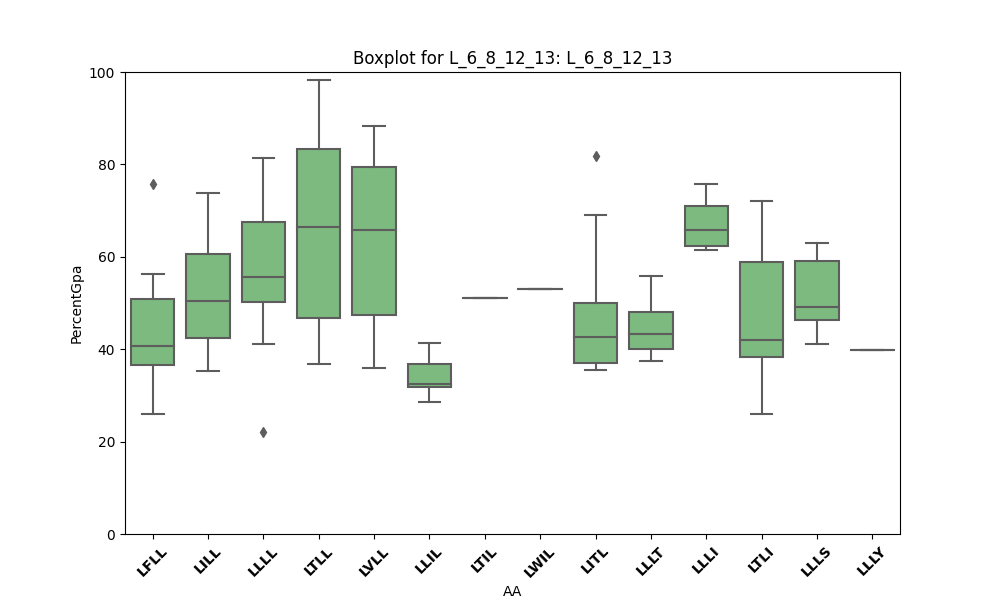 Boxplot for L_6_8_12_13: L_6_8_12_13
100
80
60
40
20
0
PercentGpa
LFLL LILL LLLL LTLL LVLL LLIL LTIL LWIL LITL LLLT LLLI LTLI LLLS LLLY
AA